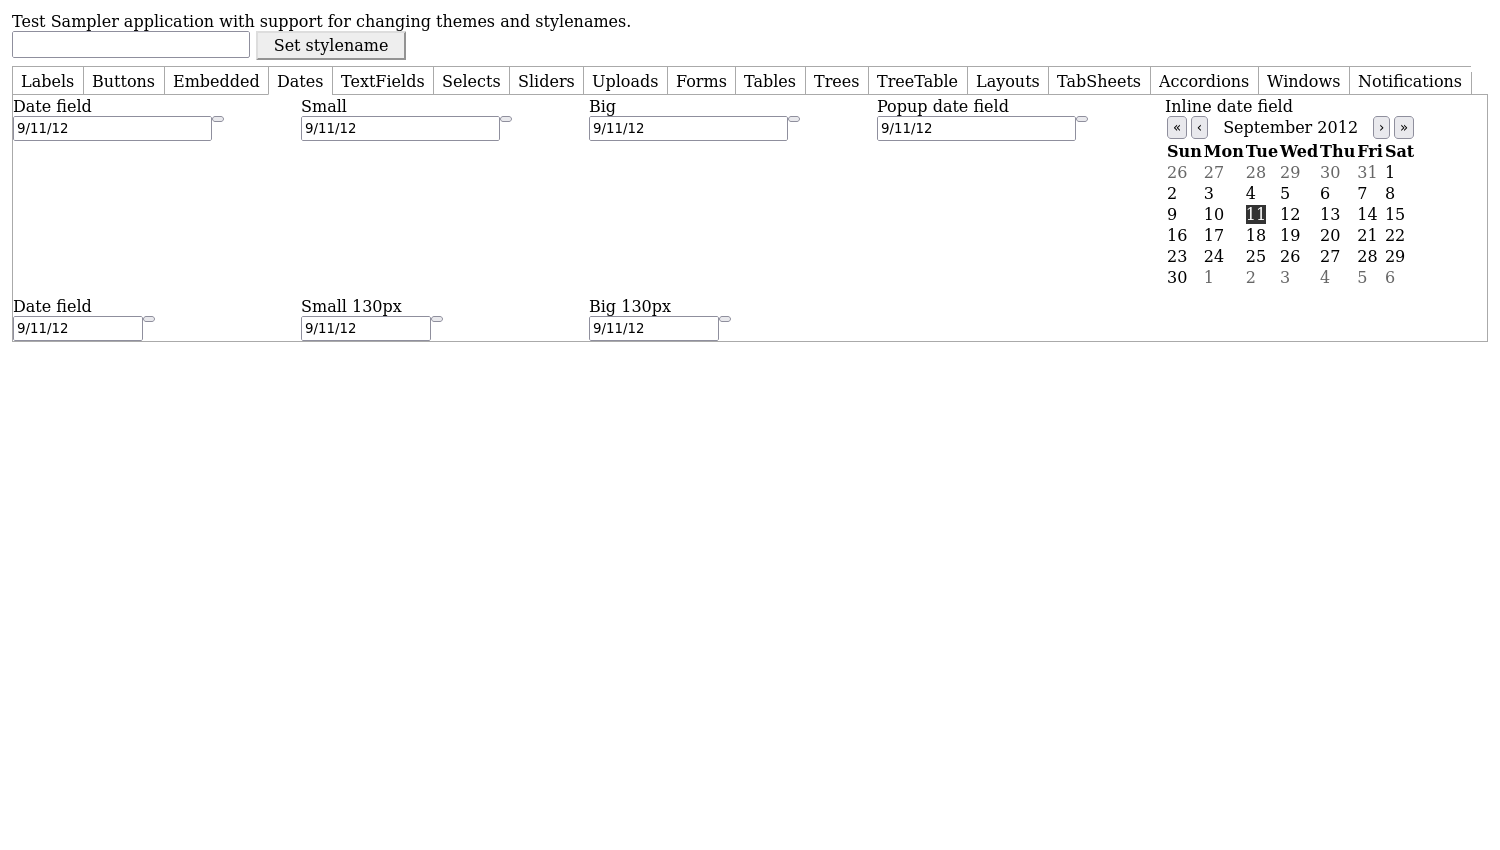 Test Sampler application with support for changing themes and stylenames.
Set stylename
Labels Buttons Embedded Dates TextFields Selects Sliders Uploads Forms Tables Trees TreeTable Layouts TabSheets Accordions Windows Notifications
Date field Small Big Popup date field Inline date field
9/11/12 9/11/12 9/11/12 9/11/12 « ‹ September 2012 › »
Sun Mon Tue Wed Thu Fri Sat
26 27 28 29 30 31 1
2 3 4 5 6 7 8
9 10 11 12 13 14 15
16 17 18 19 20 21 22
23 24 25 26 27 28 29
30 1 2 3 4 5 6
Date field Small 130px Big 130px
9/11/12 9/11/12 9/11/12